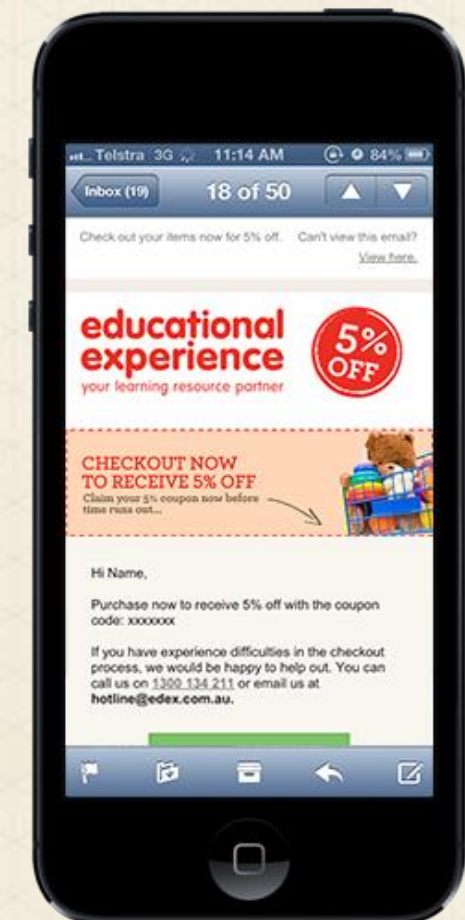 Telstra 3G 11:14 AM 84%
Inbox (19) 18 of 50
Check out your items now for 5% off. Can't view this email?
View here.
educational
experience
your learning resource partner
5%
OFF
CHECKOUT NOW
TO RECEIVE 5% OFF
Claim your 5% coupon now before
time runs out...
Hi Name,
Purchase now to receive 5% off with the coupon
code: xxxxxxx
If you have experience difficulties in the checkout
process, we would be happy to help out. You can
call us on 1300 134 211 or email us at
hotline@edex.com.au.